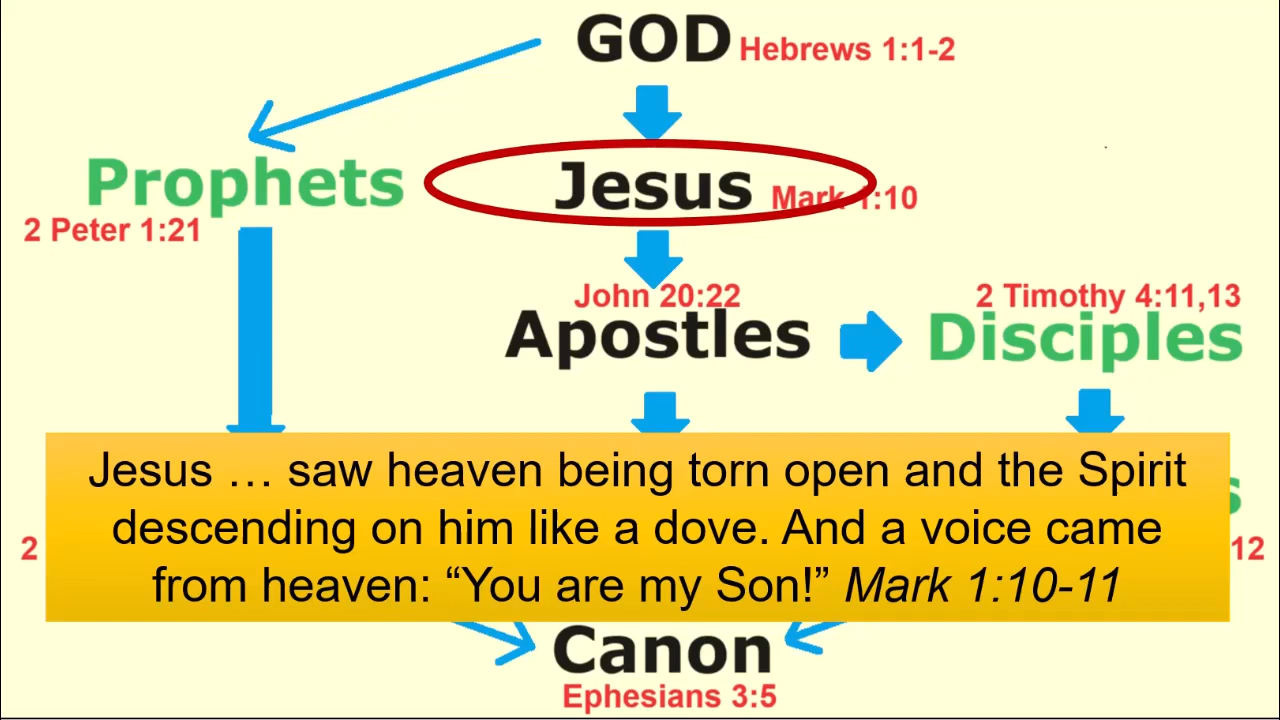 GOD Hebrews 1:1-2
Prophets
Jesus Mark 1:10
2 Peter 1:21
John 20:22
2 Timothy 4:11,13
Apostles
Disciples
Jesus … saw heaven being torn open and the Spirit
descending on him like a dove. And a voice came
from heaven: “You are my Son!” Mark 1:10-11
s
2
12
Canon
Ephesians 3:5